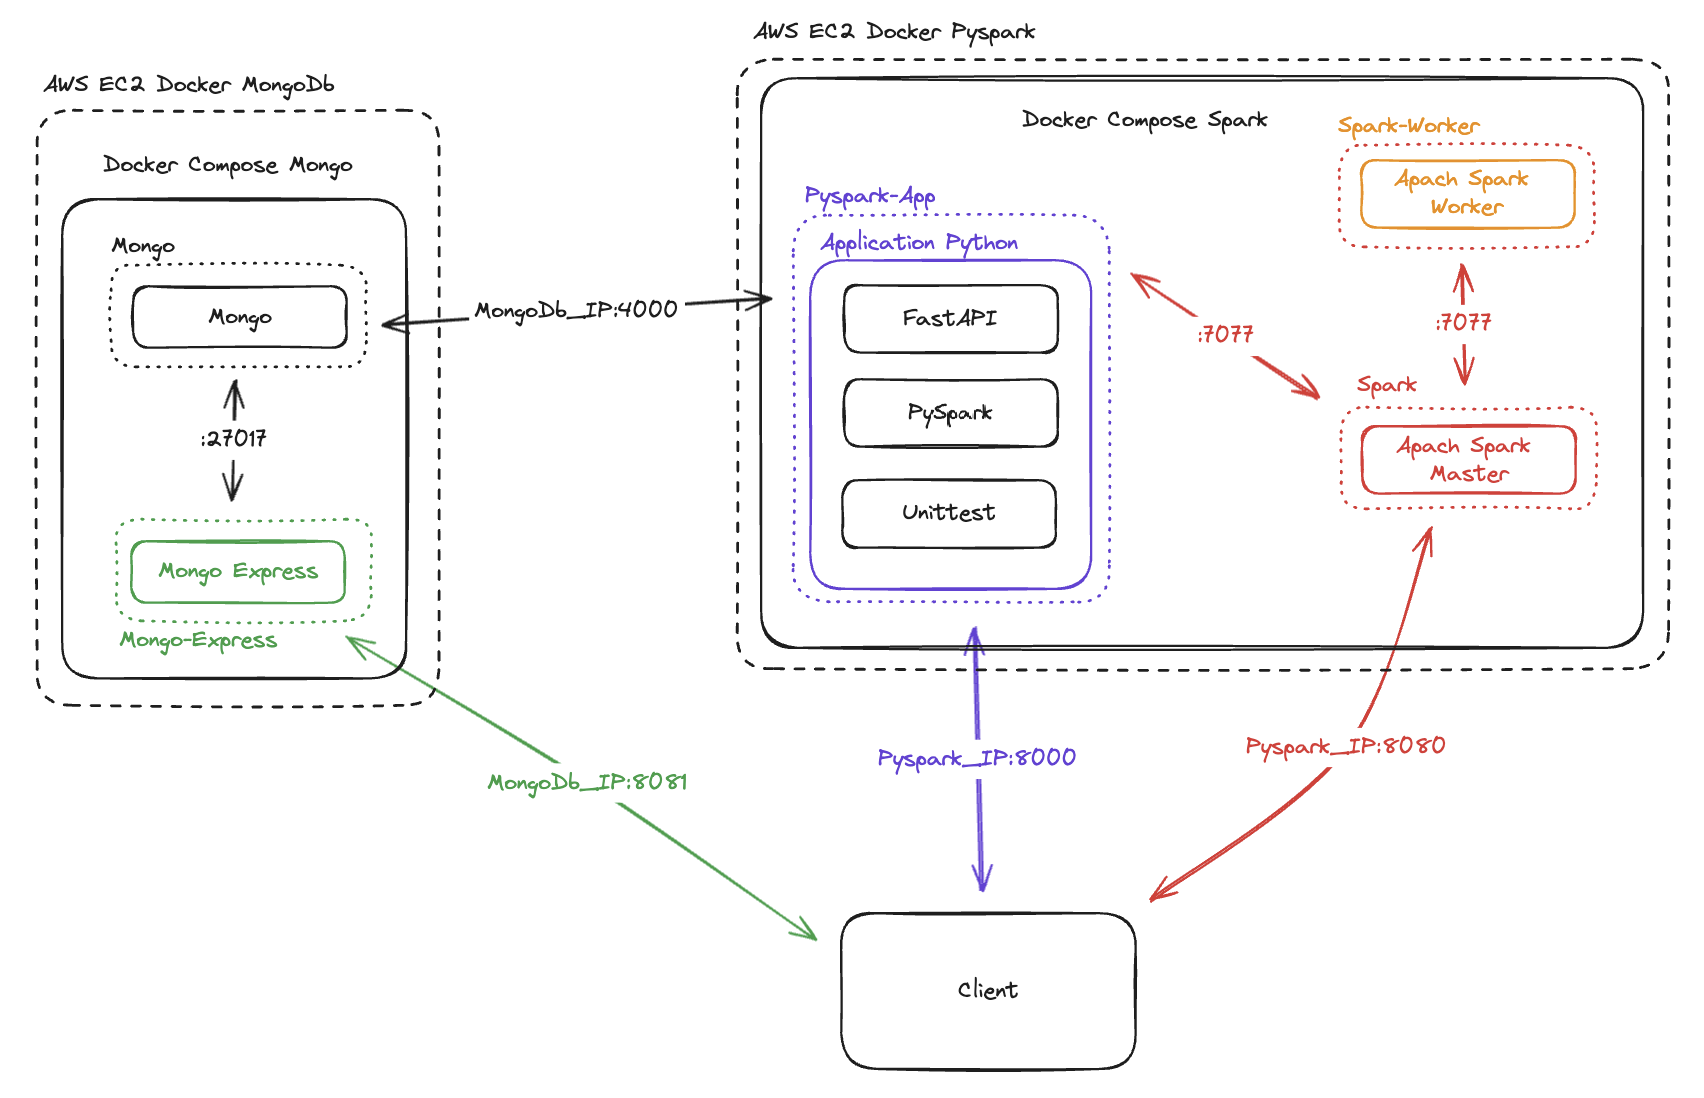 AWS EC2 Docker Pyspark
AWS EC2 Docker MongoDb
Docker Compose Spark
Spark-Worker
Docker Compose Mongo
Apach Spark
Worker
Pyspark-App
Application Python
Mongo
Mongo
FastAPI
MongoDb_IP:4000
:7077
:7077
Spark
PySpark
:27017
Apach Spark
Master
Unittest
Mongo Express
Mongo-Express
Pyspark_IP:8000
Pyspark_IP:8080
MongoDb_IP:8081
Client